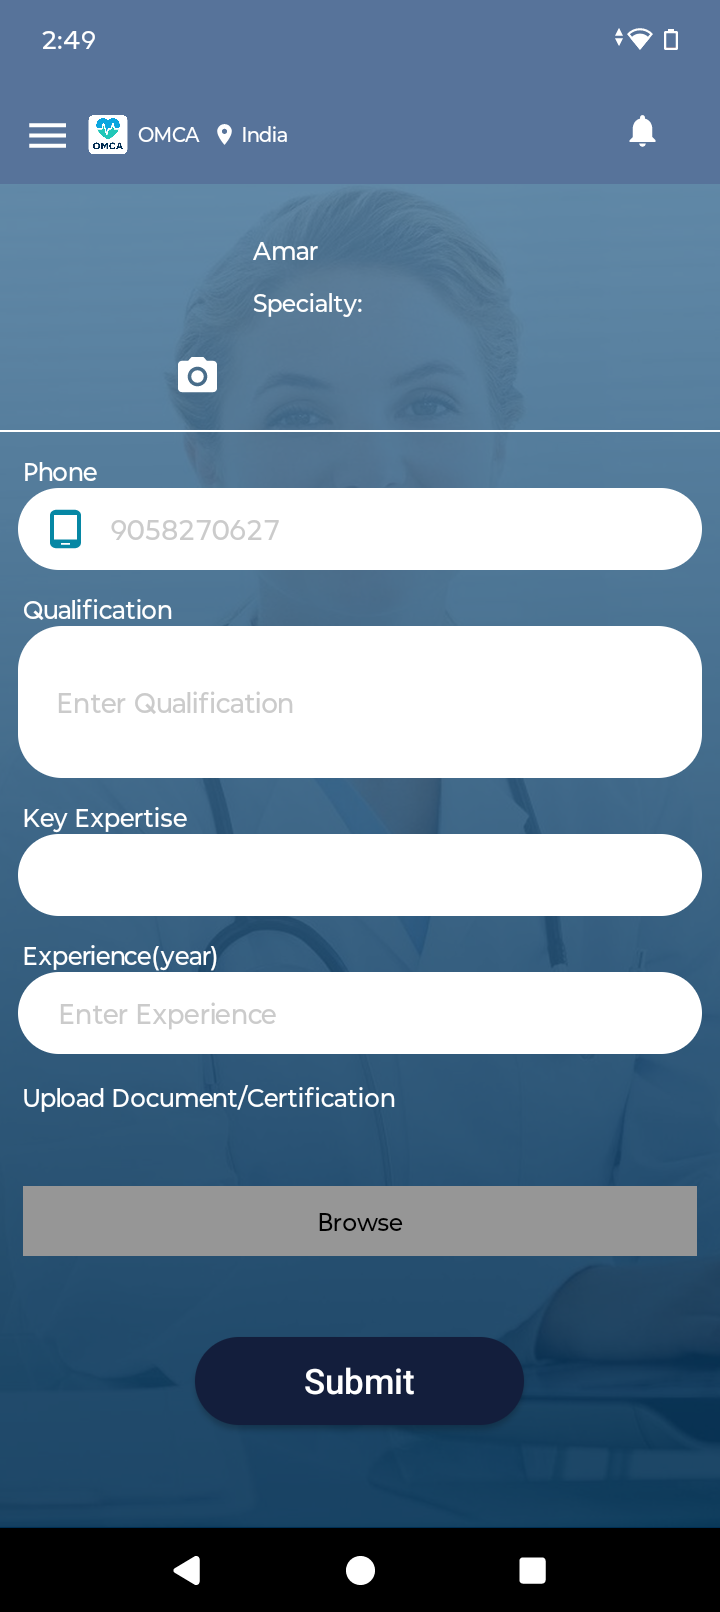 2:49
OMCA
OMCA India
Amar
Specialty:
Phone
9058270627
Qualification
Enter Qualification
Key Expertise
Experience(year)
Enter Experience
Upload Document/Certification
Browse
Submit